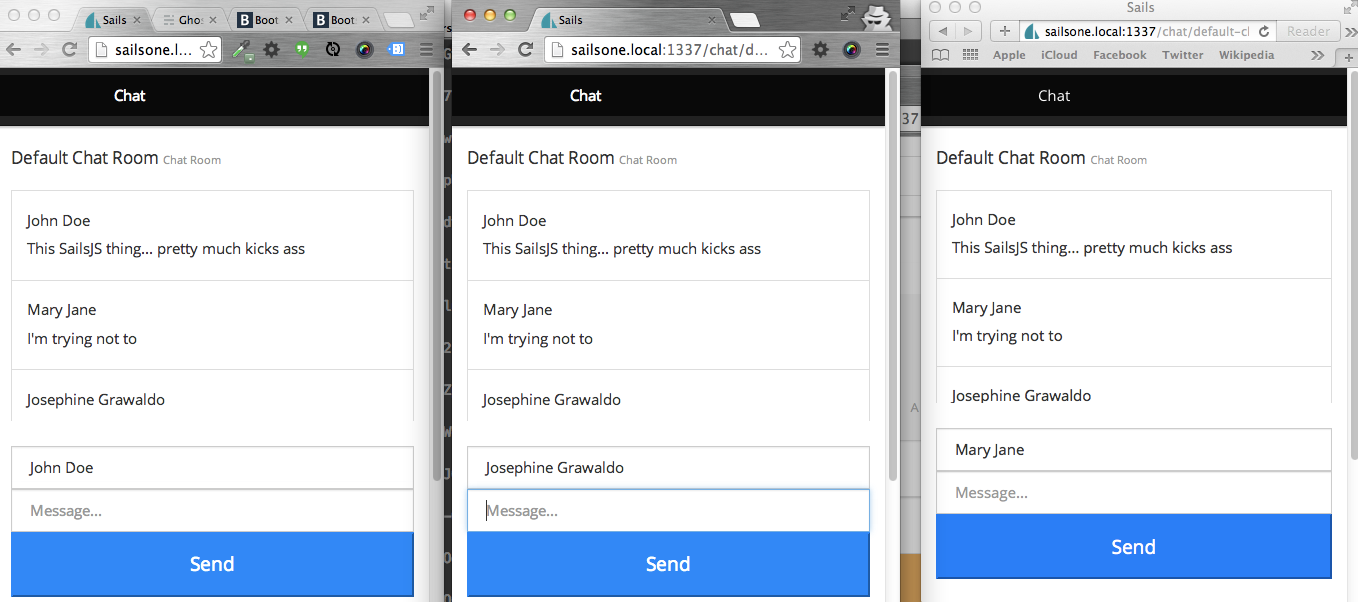 Sails
Ghos
Boot
Boot
sailsone.l...
Chat
Default Chat Room Chat Room
John Doe
This SailsJS thing... pretty much kicks ass
Mary Jane
I'm trying not to
Josephine Grawaldo
John Doe
Message...
Send
Sails
sailsone.local:1337/chat/d...
Chat
Default Chat Room Chat Room
John Doe
This SailsJS thing... pretty much kicks ass
Mary Jane
I'm trying not to
Josephine Grawaldo
Josephine Grawaldo
Message...
Send
37
A
Sails
sailsone.local:1337/chat/default-cl
Reader
Apple iCloud Facebook Twitter Wikipedia
Chat
Default Chat Room Chat Room
John Doe
This SailsJS thing... pretty much kicks ass
Mary Jane
I'm trying not to
Josephine Grawaldo
Mary Jane
Message...
Send